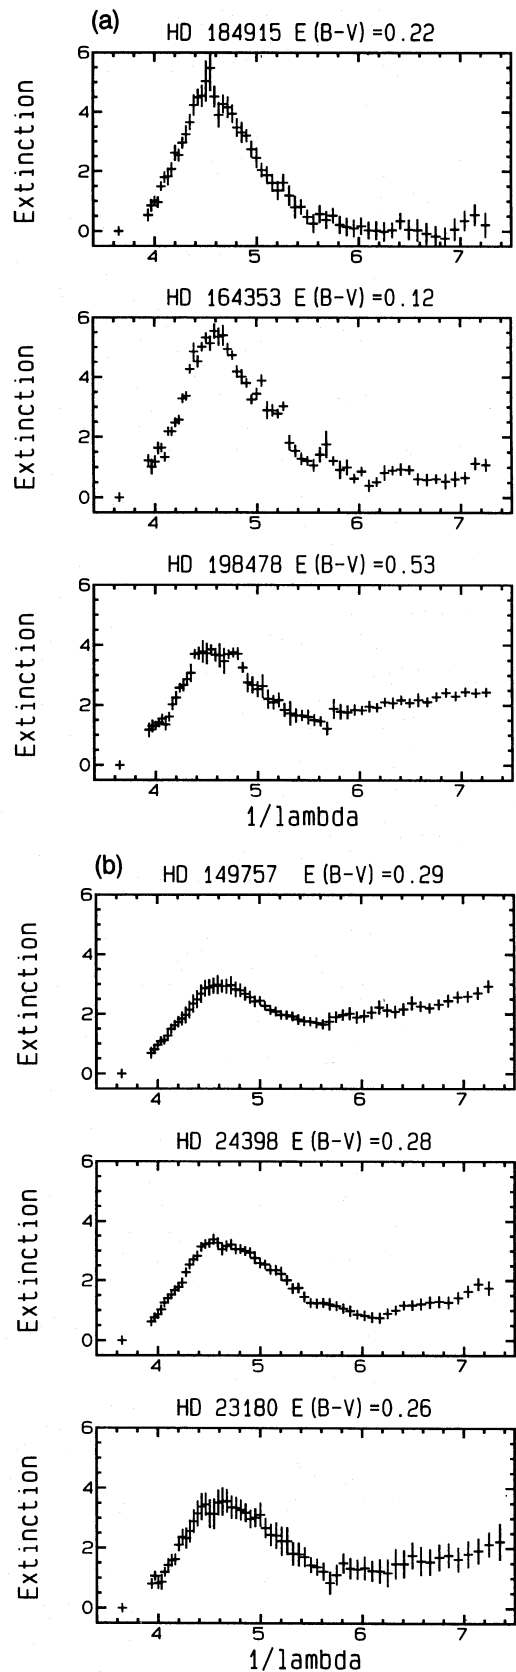 (a)
HD 184915 E(B-V)=0.22
Extinction
6
4
2
0
4 5 6 7
HD 164353 E(B-V)=0.12
Extinction
6
4
2
0
4 5 6 7
HD 198478 E(B-V)=0.53
Extinction
6
4
2
0
4 5 6 7
1/lambda
(b)
HD 149757 E(B-V)=0.29
Extinction
6
4
2
0
4 5 6 7
HD 24398 E(B-V)=0.28
Extinction
6
4
2
0
4 5 6 7
HD 23180 E(B-V)=0.26
Extinction
6
4
2
0
4 5 6 7
1/lambda